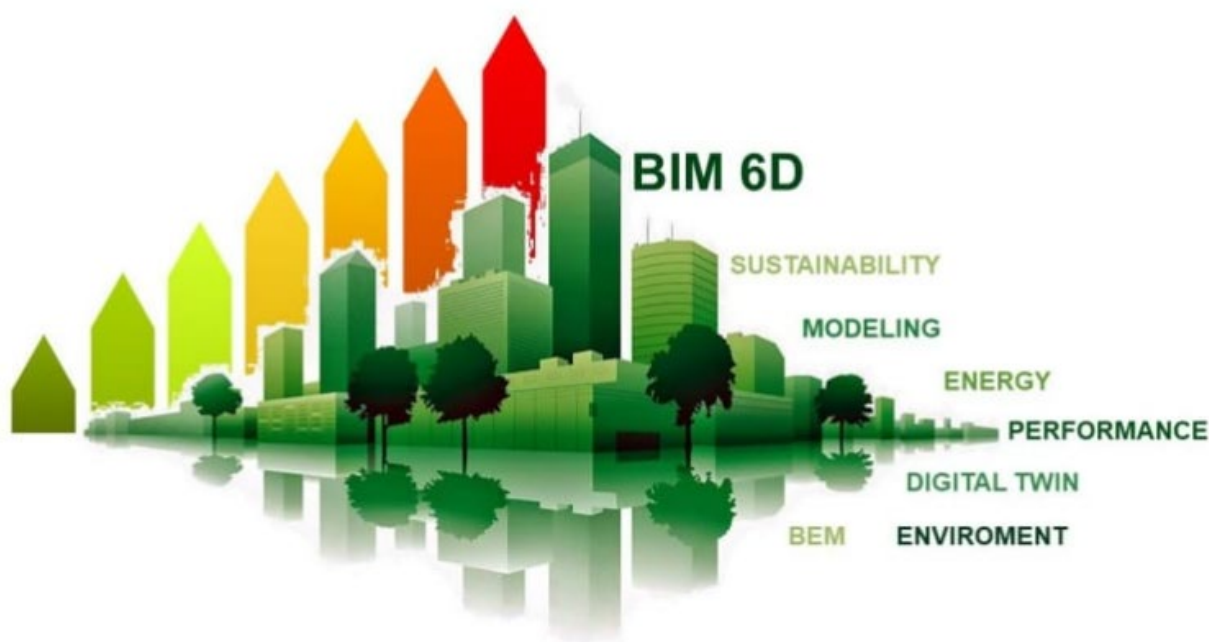 BIM 6D
SUSTAINABILITY
MODELING
ENERGY
PERFORMANCE
DIGITAL TWIN
BEM ENVIROMENT